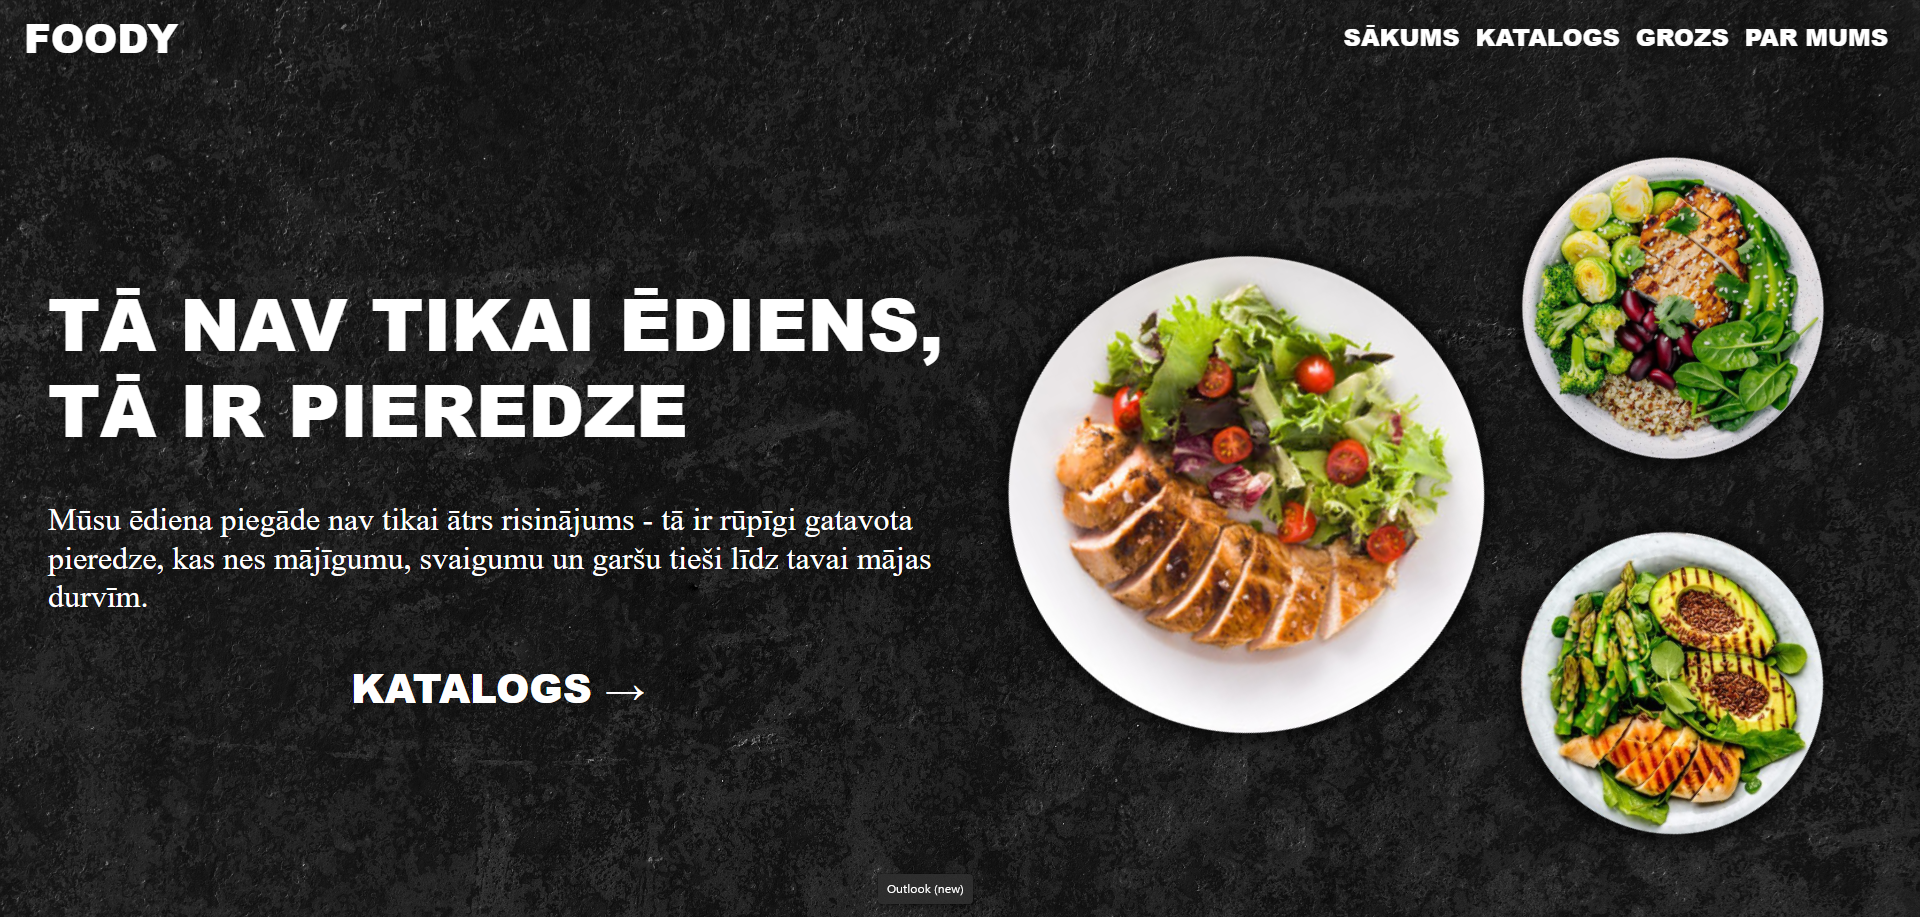 FOODY
SĀKUMS KATALOGS GROZS PAR MUMS
TĀ NAV TIKAI ĒDIENS,
TĀ IR PIEREDZE
Mūsu ēdiena piegāde nav tikai ātrs risinājums - tā ir rūpīgi gatavota
pieredze, kas nes mājīgumu, svaigumu un garšu tieši līdz tavai mājas
durvīm.
KATALOGS →
Outlook (new)